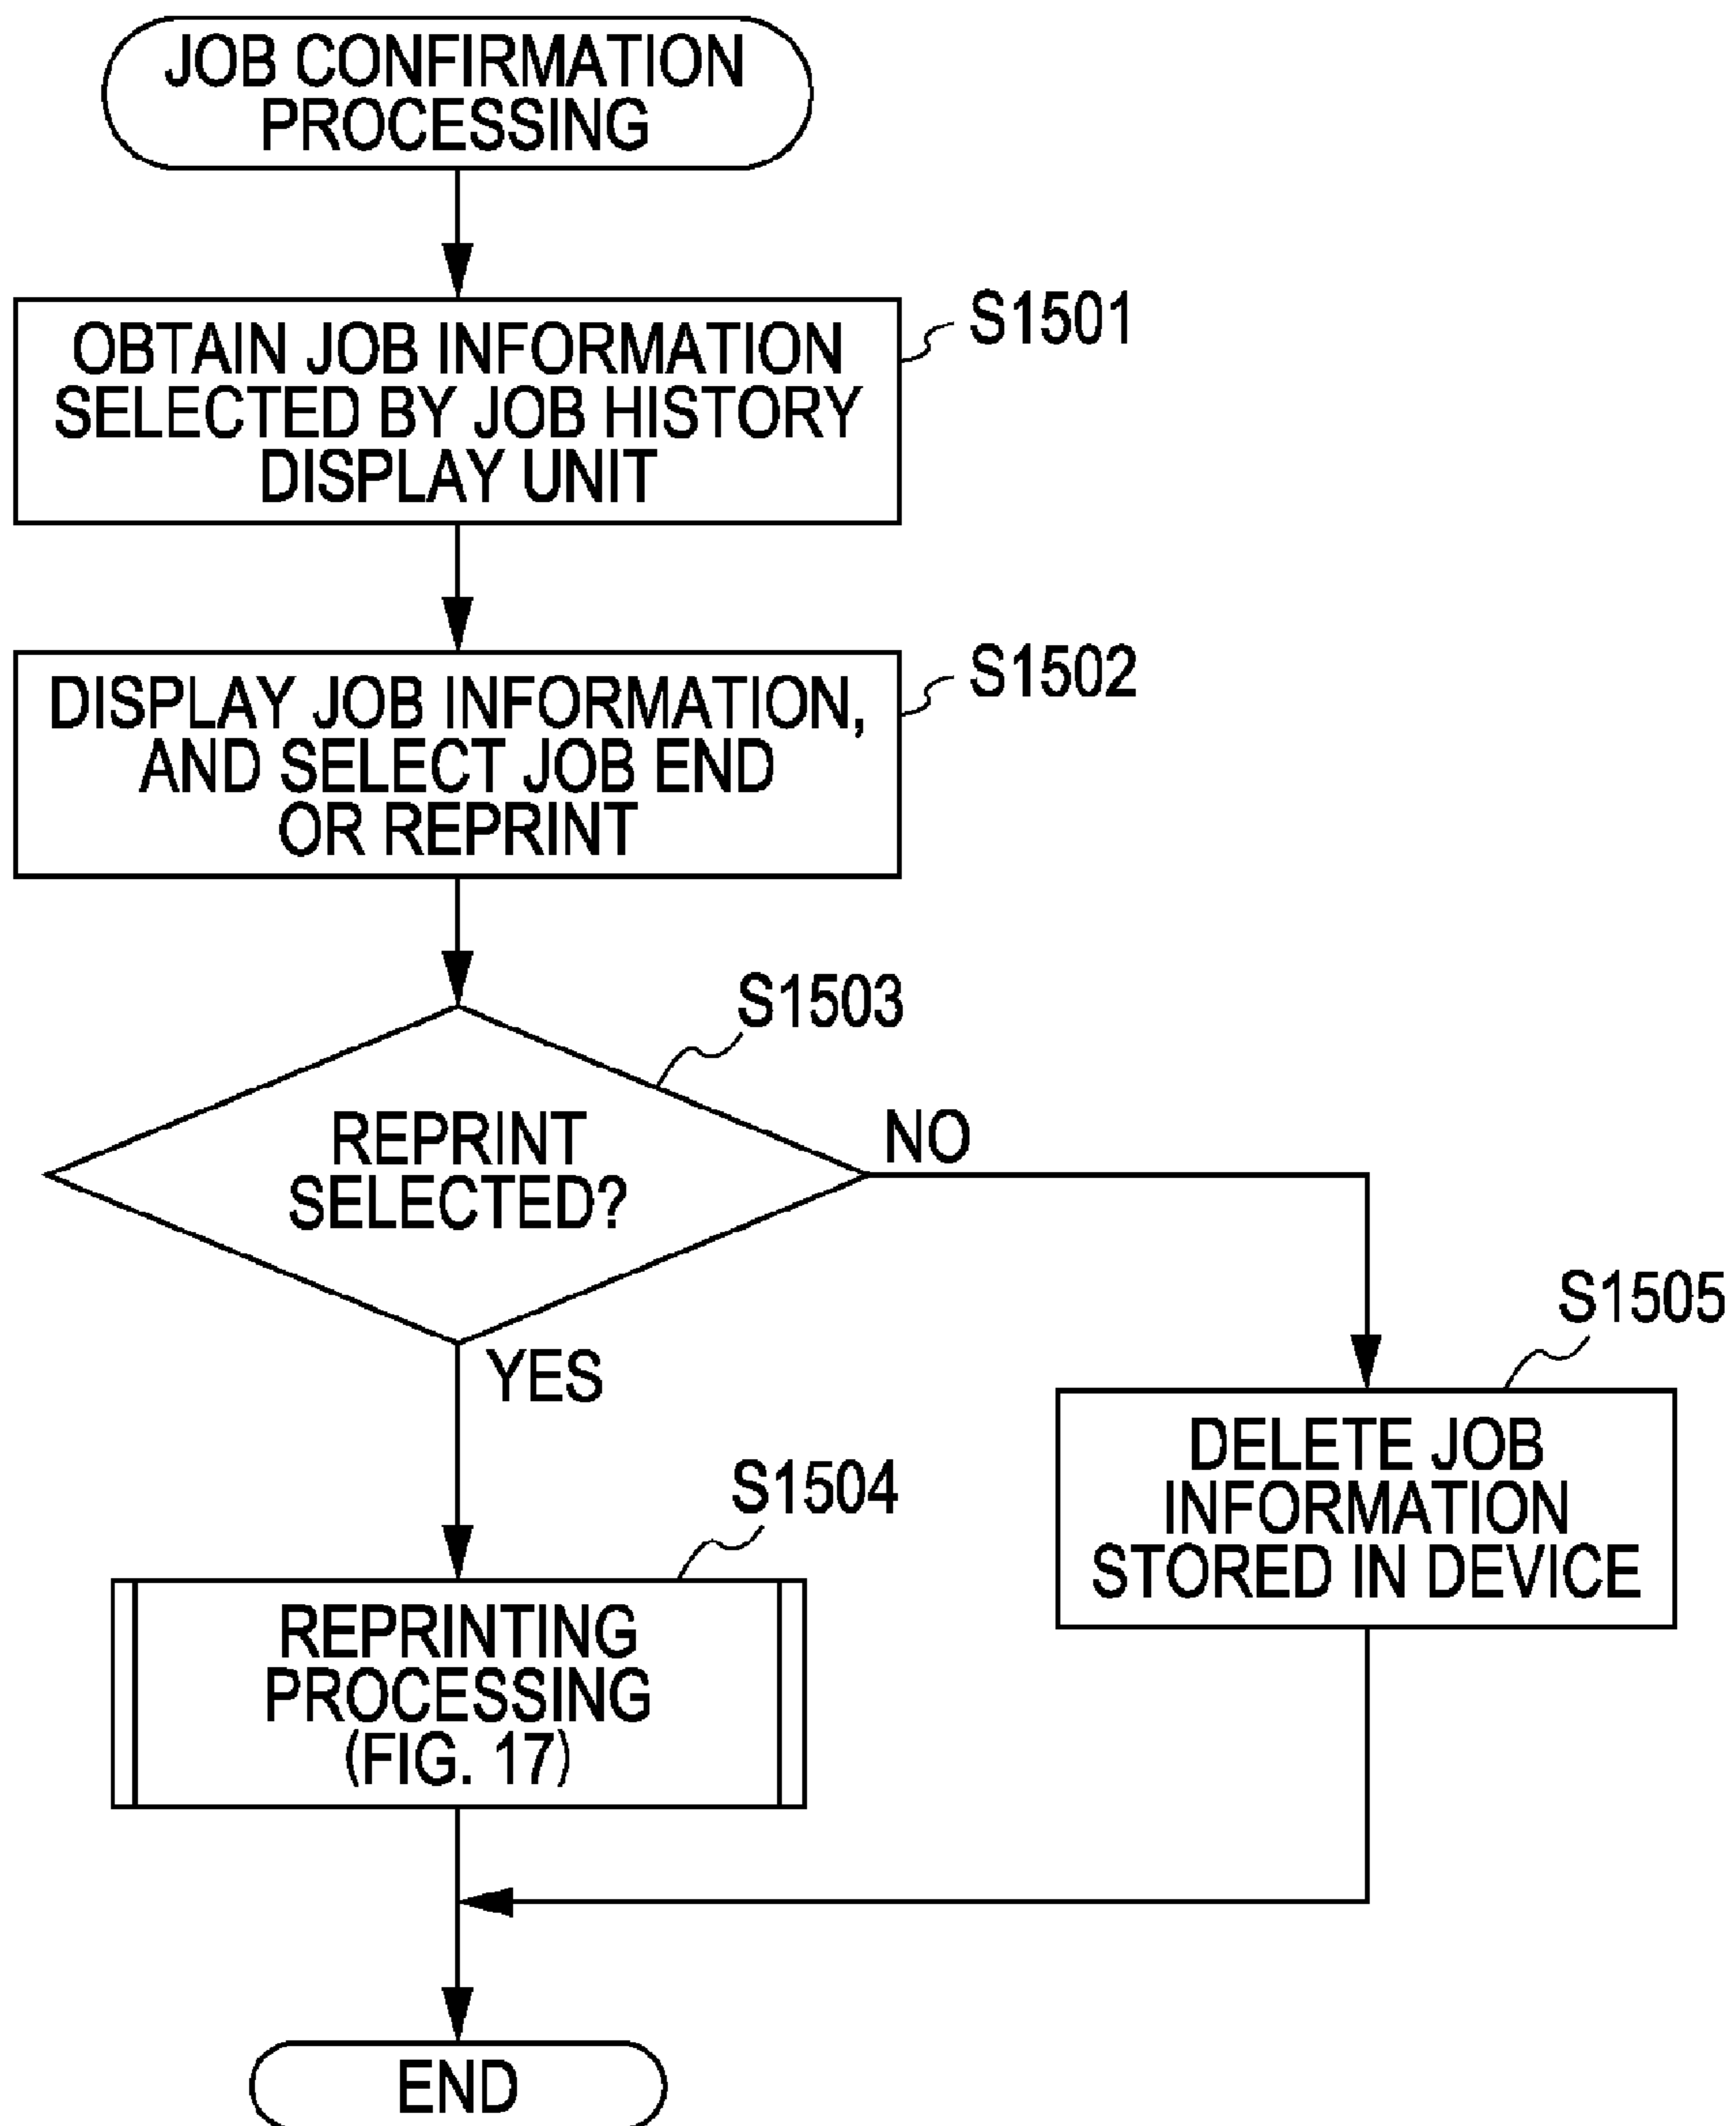 JOB CONFIRMATION
PROCESSING
OBTAIN JOB INFORMATION
SELECTED BY JOB HISTORY
DISPLAY UNIT
S1501
DISPLAY JOB INFORMATION,
AND SELECT JOB END
OR REPRINT
S1502
S1503
REPRINT
SELECTED?
NO
YES
S1505
DELETE JOB
INFORMATION
STORED IN DEVICE
S1504
REPRINTING
PROCESSING
(FIG. 17)
END